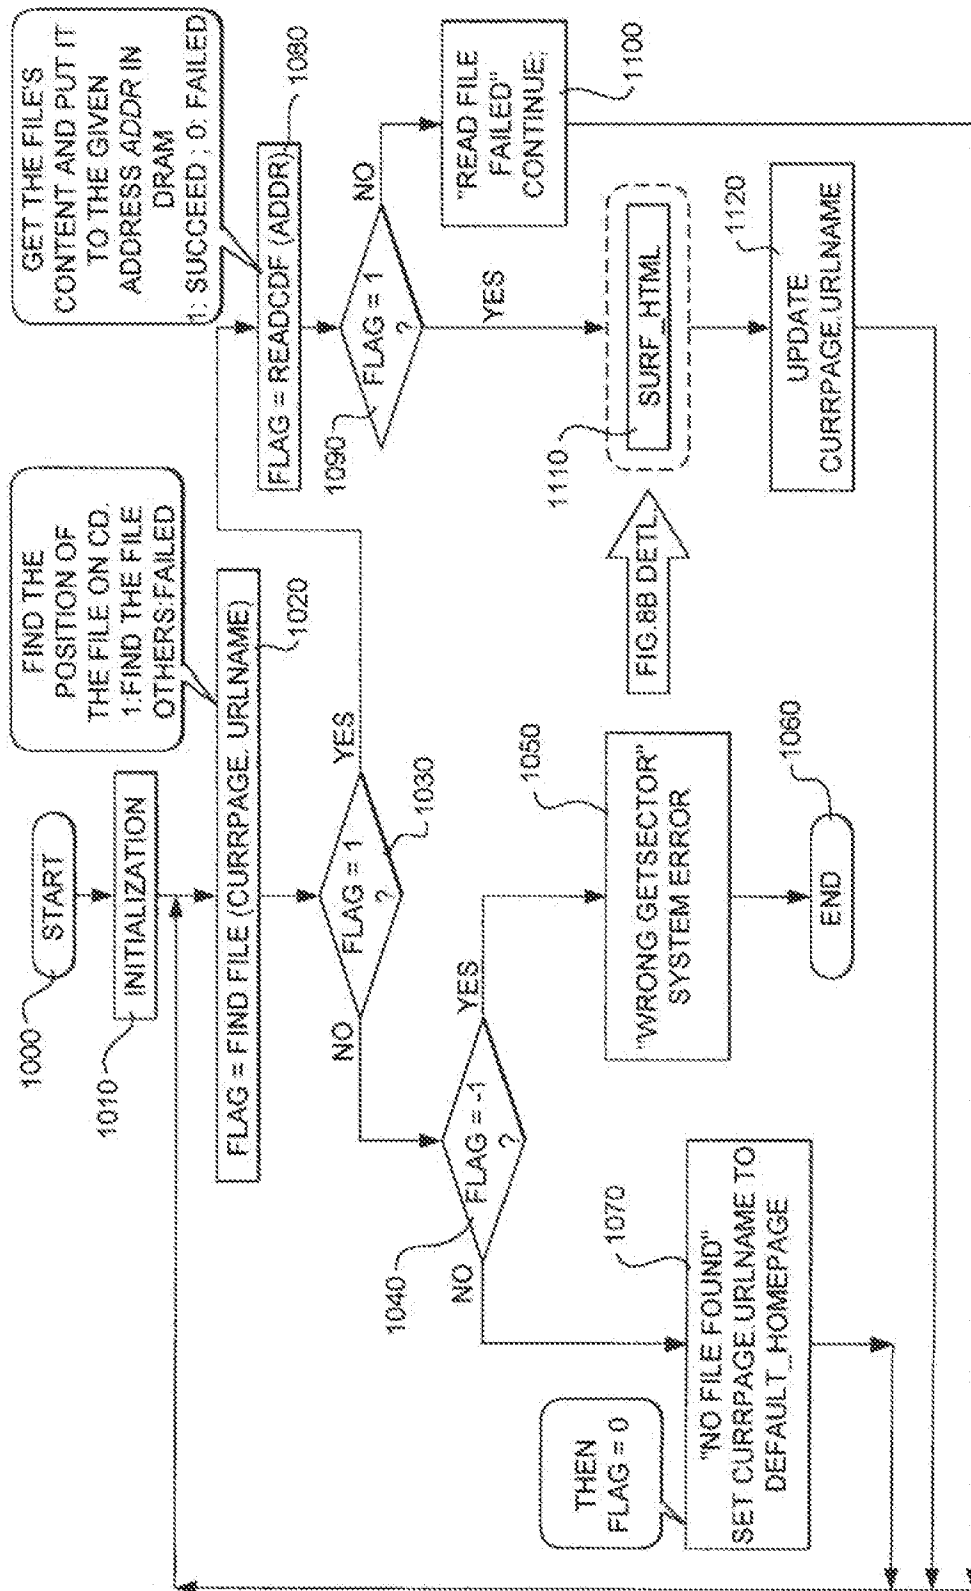 START
1000
INITIALIZATION
1010
FIND THE
POSITION OF
THE FILE ON CD.
1:FIND THE FILE
OTHERS:FAILED
FLAG = FIND FILE (CURRPAGE. URLNAME)
1020
FLAG = 1
?
1030
YES
NO
FLAG = -1
?
1040
YES
NO
"WRONG GETSECTOR"
SYSTEM ERROR
1050
END
1060
THEN
FLAG = 0
"NO FILE FOUND"
SET CURRPAGE.URLNAME TO
DEFAULT_HOMEPAGE
1070
GET THE FILE'S
CONTENT AND PUT IT
TO THE GIVEN
ADDRESS ADDR IN
DRAM
1: SUCCEED ; 0: FAILED
FLAG = READCDF (ADDR)
1080
FLAG = 1
?
1090
NO
YES
"READ FILE
FAILED"
CONTINUE;
1100
FIG.8B DETL.
SURF_HTML
1110
UPDATE
CURRPAGE.URLNAME
1120